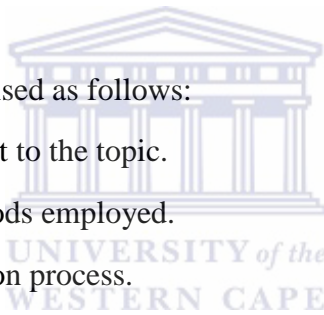 sed as follows:
t to the topic.
ods employed.
UNIVERSITY of the
on process.
WESTERN CAPE